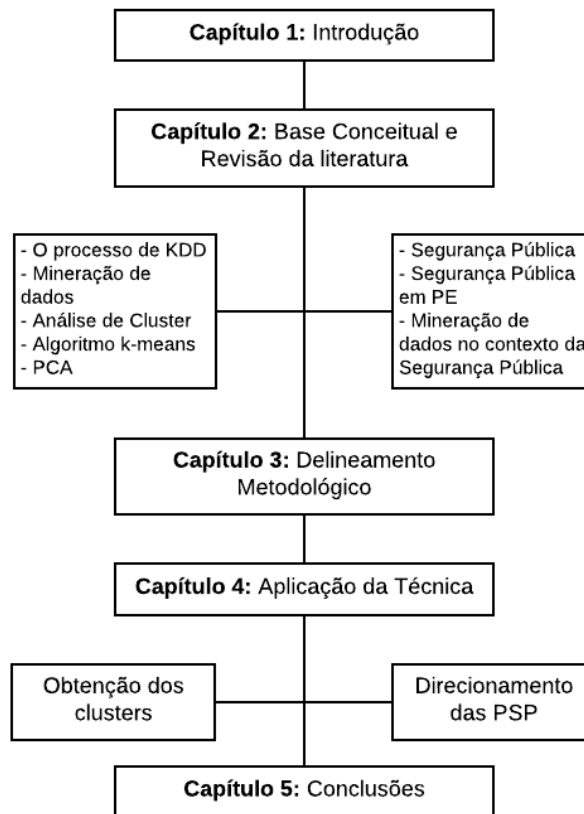 Capítulo 1: Introdução
Capítulo 2: Base Conceitual e
Revisão da literatura
- O processo de KDD
- Mineração de
dados
- Análise de Cluster
- Algoritmo k-means
- PCA
- Segurança Pública
- Segurança Pública
em PE
- Mineração de
dados no contexto da
Segurança Pública
Capítulo 3: Delineamento
Metodológico
Capítulo 4: Aplicação da Técnica
Obtenção dos
clusters
Direcionamento
das PSP
Capítulo 5: Conclusões